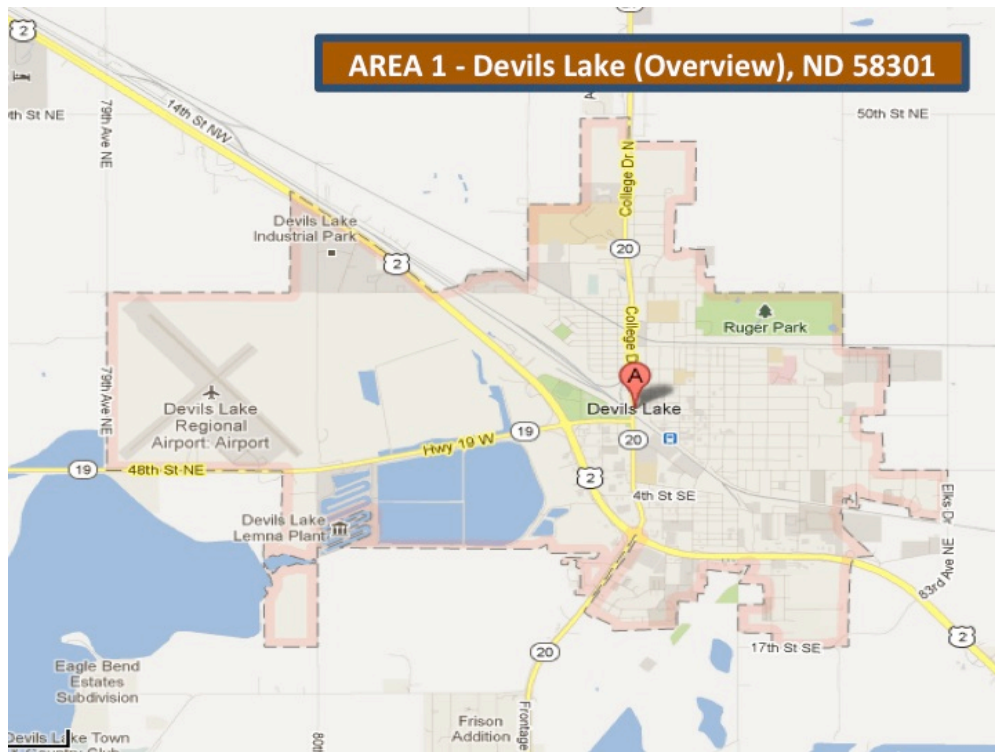 20
2
AREA 1 - Devils Lake (Overview), ND 58301
th St NE
79th Ave NE
14th St NW
50th St NE
College Dr N
Devils Lake
Industrial Park
2
20
College D
Ruger Park
A
79th Ave NE
Devils Lake
Regional
Airport: Airport
Devils Lake
Hwy 19 W
19
20
19
48th St NE
2
4th St SE
Elks Dr
Devils Lake
Lemna Plant
83rd Ave NE
2
20
17th St SE
Eagle Bend
Estates
Subdivision
Frison
Addition
Frontage
80th
Devils Lake Town
Country Club